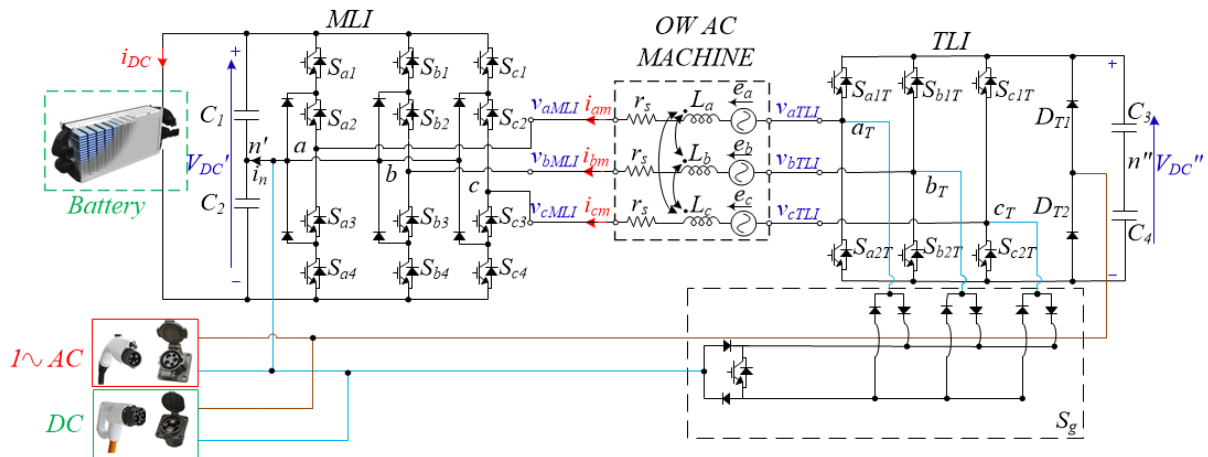 MLI
OW AC
MACHINE
TLI
i_DC
+
S_a1
S_b1
S_c1
C_1
S_a2
S_b2
S_c2
v_aMLI
i_am
r_s
L_a
e_a
v_aTLI
a_T
S_a1T
S_b1T
S_c1T
D_T1
+
C_3
n'
i_n
a
V_DC'
v_bMLI
i_bm
r_s
L_b
e_b
v_bTLI
b_T
n''
V_DC''
b
c
C_2
Battery
S_a3
S_b3
S_c3
v_cMLI
i_cm
r_s
L_c
e_c
v_cTLI
c_T
D_T2
C_4
S_a4
S_b4
S_c4
S_a2T
S_b2T
S_c2T
−
−
1∼ AC
DC
S_g